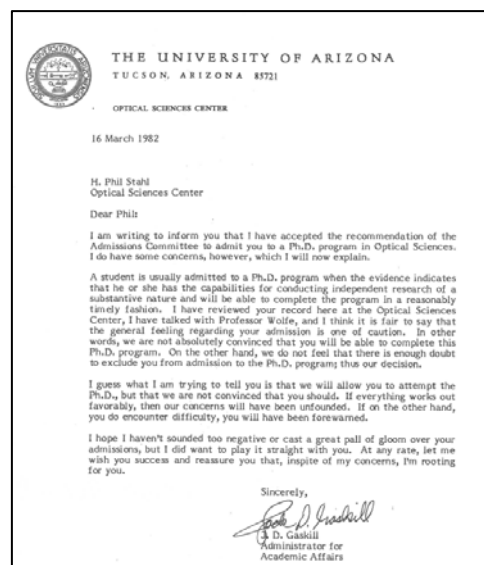 THE UNIVERSITY OF ARIZONA
TUCSON, ARIZONA 85721
OPTICAL SCIENCES CENTER
16 March 1982
H. Phil Stahl
Optical Sciences Center
Dear Phil:
I am writing to inform you that I have accepted the recommendation of the
Admissions Committee to admit you to a Ph.D. program in Optical Sciences.
I do have some concerns, however, which I will now explain.
A student is usually admitted to a Ph.D. program when the evidence indicates
that he or she has the capabilities for conducting independent research of a
substantive nature and will be able to complete the program in a reasonably
timely fashion. I have reviewed your record here at the Optical Sciences
Center, I have talked with Professor Wolfe, and I think it is fair to say that
the general feeling regarding your admission is one of caution. In other
words, we are not absolutely convinced that you will be able to complete this
Ph.D. program. On the other hand, we do not feel that there is enough doubt
to exclude you from admission to the Ph.D. program; thus our decision.
I guess what I am trying to tell you is that we will allow you to attempt the
Ph.D., but that we are not convinced that you should. If everything works out
favorably, then our concerns will have been unfounded. If on the other hand,
you do encounter difficulty, you will have been forewarned.
I hope I haven't sounded too negative or cast a great pall of gloom over your
admissions, but I did want to play it straight with you. At any rate, let me
wish you success and reassure you that, inspite of my concerns, I'm rooting
for you.
Sincerely,
Jack D. Gaskill
J. D. Gaskill
Administrator for
Academic Affairs